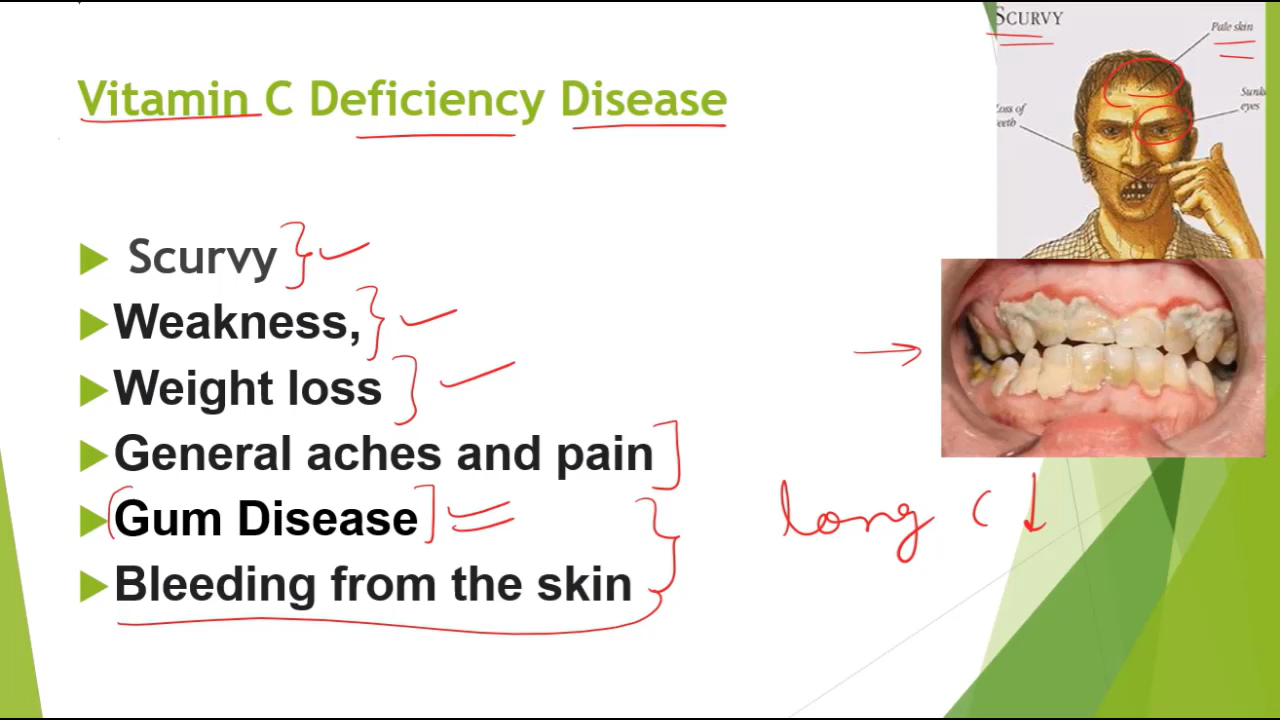 Vitamin C Deficiency Disease
Scurvy
Weakness,
Weight loss
General aches and pain
Gum Disease
Bleeding from the skin
SCURVY
Pale skin
eyes
Loss of
teeth
long C ↓